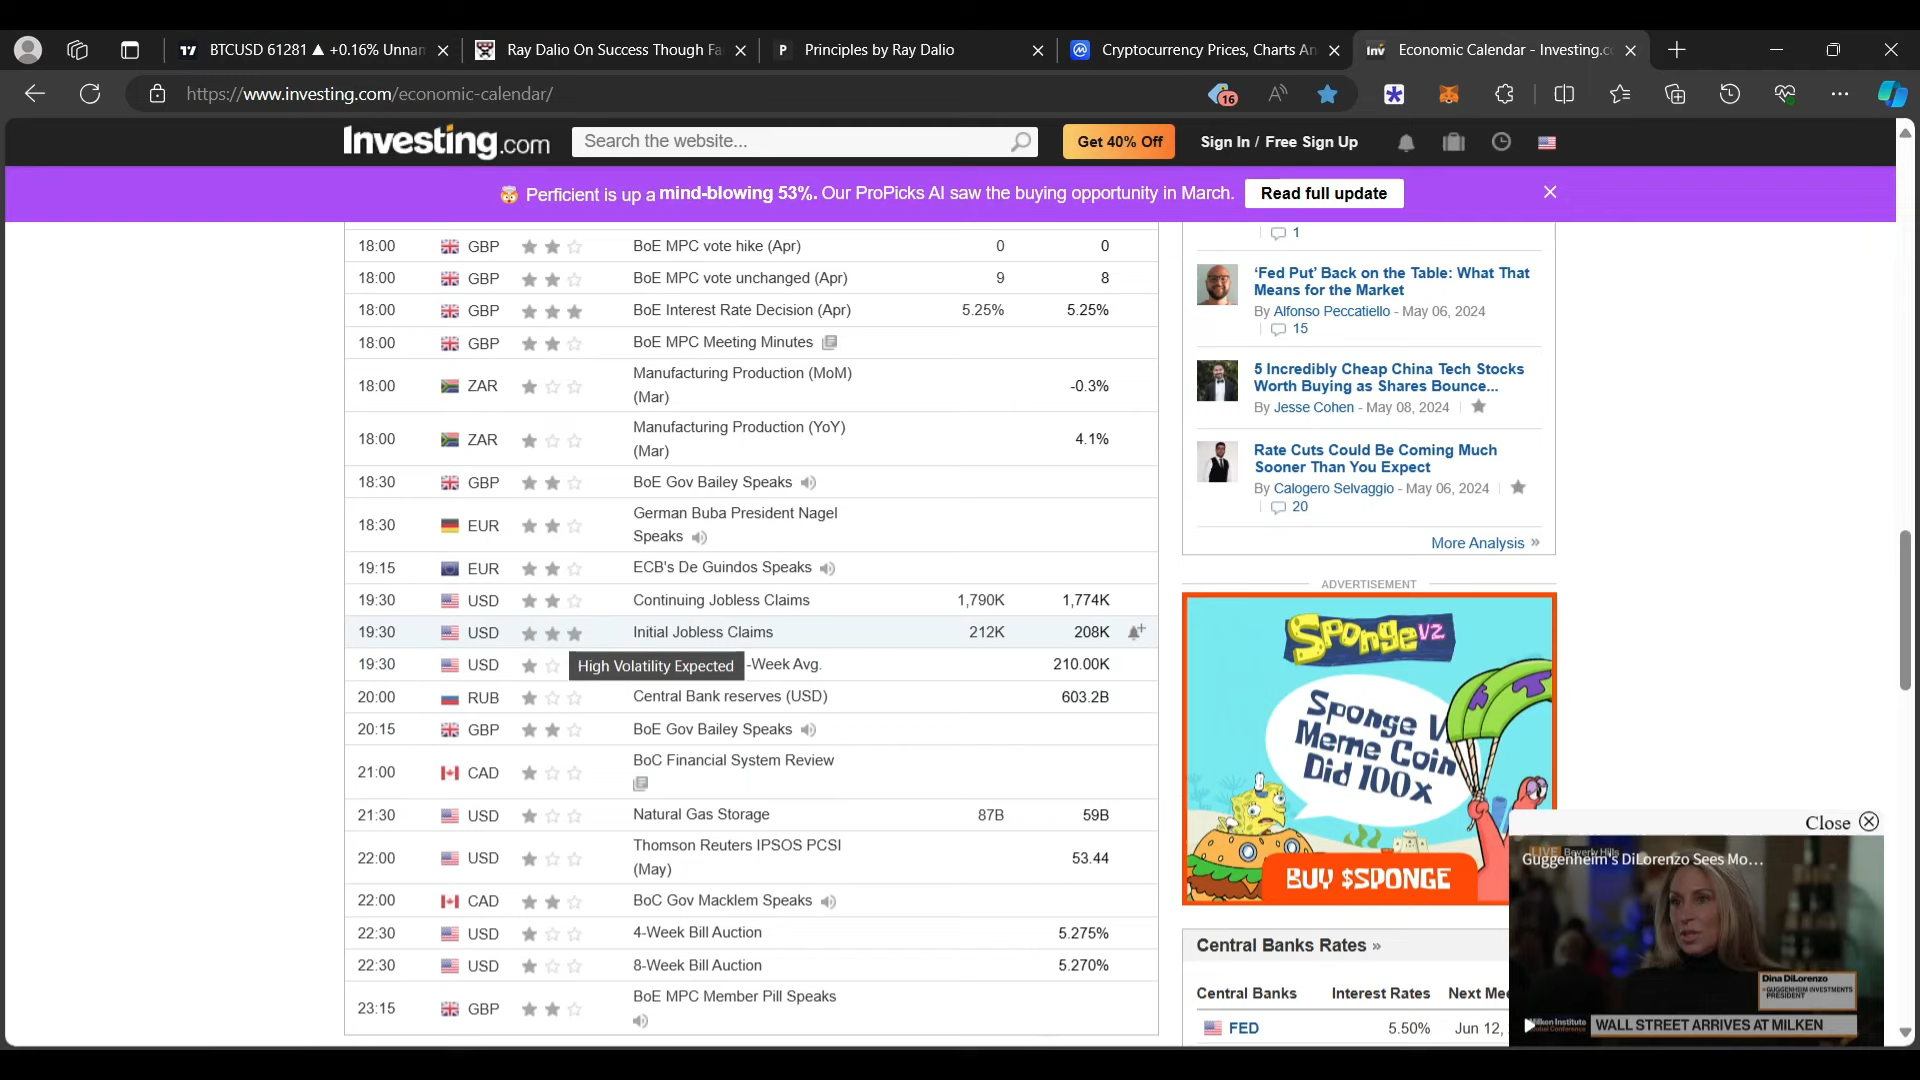 BTCUSD 61281 ▲ +0.16% Unnan
Ray Dalio On Success Though Fa
Principles by Ray Dalio
Cryptocurrency Prices, Charts An
Economic Calendar - Investing.co
https://www.investing.com/economic-calendar/
16
Investing.com
Search the website...
Get 40% Off
Sign In / Free Sign Up
🤯 Perficient is up a mind-blowing 53%. Our ProPicks AI saw the buying opportunity in March.
Read full update
18:00 GBP BoE MPC vote hike (Apr) 0 0
18:00 GBP BoE MPC vote unchanged (Apr) 9 8
18:00 GBP BoE Interest Rate Decision (Apr) 5.25% 5.25%
18:00 GBP BoE MPC Meeting Minutes
18:00 ZAR Manufacturing Production (MoM) -0.3%
(Mar)
18:00 ZAR Manufacturing Production (YoY) 4.1%
(Mar)
18:30 GBP BoE Gov Bailey Speaks
18:30 EUR German Buba President Nagel
Speaks
19:15 EUR ECB's De Guindos Speaks
19:30 USD Continuing Jobless Claims 1,790K 1,774K
19:30 USD Initial Jobless Claims 212K 208K
19:30 USD High Volatility Expected -Week Avg. 210.00K
20:00 RUB Central Bank reserves (USD) 603.2B
20:15 GBP BoE Gov Bailey Speaks
21:00 CAD BoC Financial System Review
21:30 USD Natural Gas Storage 87B 59B
22:00 USD Thomson Reuters IPSOS PCSI 53.44
(May)
22:00 CAD BoC Gov Macklem Speaks
22:30 USD 4-Week Bill Auction 5.275%
22:30 USD 8-Week Bill Auction 5.270%
23:15 GBP BoE MPC Member Pill Speaks
1
‘Fed Put’ Back on the Table: What That
Means for the Market
By Alfonso Peccatiello - May 06, 2024
15
5 Incredibly Cheap China Tech Stocks
Worth Buying as Shares Bounce...
By Jesse Cohen - May 08, 2024
Rate Cuts Could Be Coming Much
Sooner Than You Expect
By Calogero Selvaggio - May 06, 2024
20
More Analysis »
ADVERTISEMENT
Sponge V2
Sponge V
Meme Coin
Did 100x
BUY $SPONGE
Central Banks Rates »
Central Banks Interest Rates Next Mee
FED 5.50% Jun 12,
Close
LIVE Beverly Hills
Guggenheim's DiLorenzo Sees Mo...
Dina DiLorenzo
GUGGENHEIM INVESTMENTS
PRESIDENT
Milken Institute
WALL STREET ARRIVES AT MILKEN